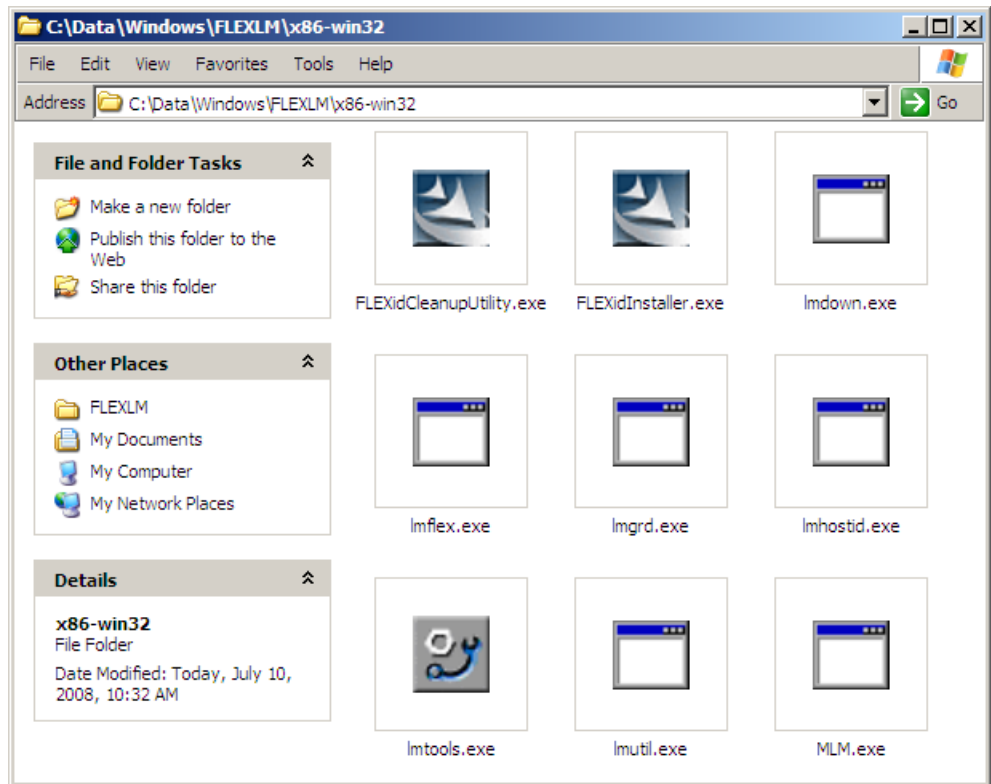 C:\Data\Windows\FLEXLM\x86-win32
File Edit View Favorites Tools Help
Address C:\Data\Windows\FLEXLM\x86-win32 Go
File and Folder Tasks
Make a new folder
Publish this folder to the
Web
Share this folder
Other Places
FLEXLM
My Documents
My Computer
My Network Places
Details
x86-win32
File Folder
Date Modified: Today, July 10,
2008, 10:32 AM
FLEXidCleanupUtility.exe FLEXidInstaller.exe lmdown.exe
lmflex.exe lmgrd.exe lmhostid.exe
lmtools.exe lmutil.exe MLM.exe